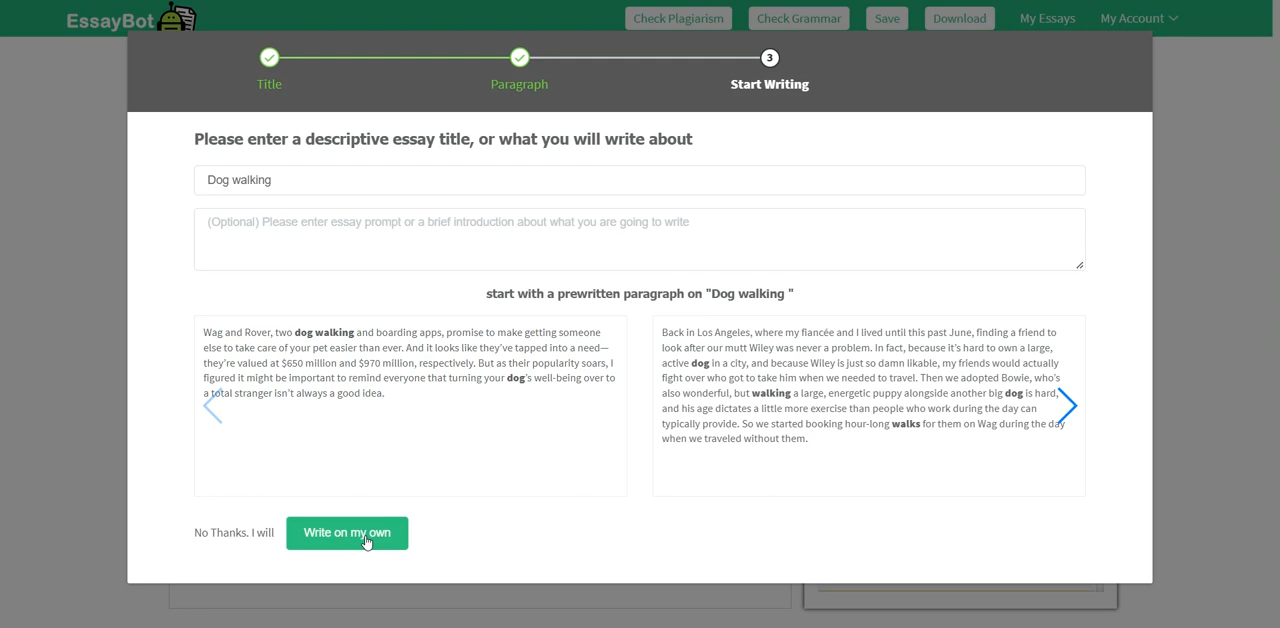 EssayBot
Check Plagiarism
Check Grammar
Save
Download
My Essays
My Account
3
Title
Paragraph
Start Writing
Please enter a descriptive essay title, or what you will write about
Dog walking
(Optional) Please enter essay prompt or a brief introduction about what you are going to write
start with a prewritten paragraph on "Dog walking "
Wag and Rover, two dog walking and boarding apps, promise to make getting someone
else to take care of your pet easier than ever. And it looks like they've tapped into a need—
they're valued at $650 million and $970 million, respectively. But as their popularity soars, I
figured it might be important to remind everyone that turning your dog's well-being over to
a total stranger isn't always a good idea.
Back in Los Angeles, where my fiancée and I lived until this past June, finding a friend to
look after our mutt Wiley was never a problem. In fact, because it's hard to own a large,
active dog in a city, and because Wiley is just so damn likable, my friends would actually
fight over who got to take him when we needed to travel. Then we adopted Bowie, who's
also wonderful, but walking a large, energetic puppy alongside another big dog is hard,
and his age dictates a little more exercise than people who work during the day can
typically provide. So we started booking hour-long walks for them on Wag during the day
when we traveled without them.
No Thanks. I will
Write on my own